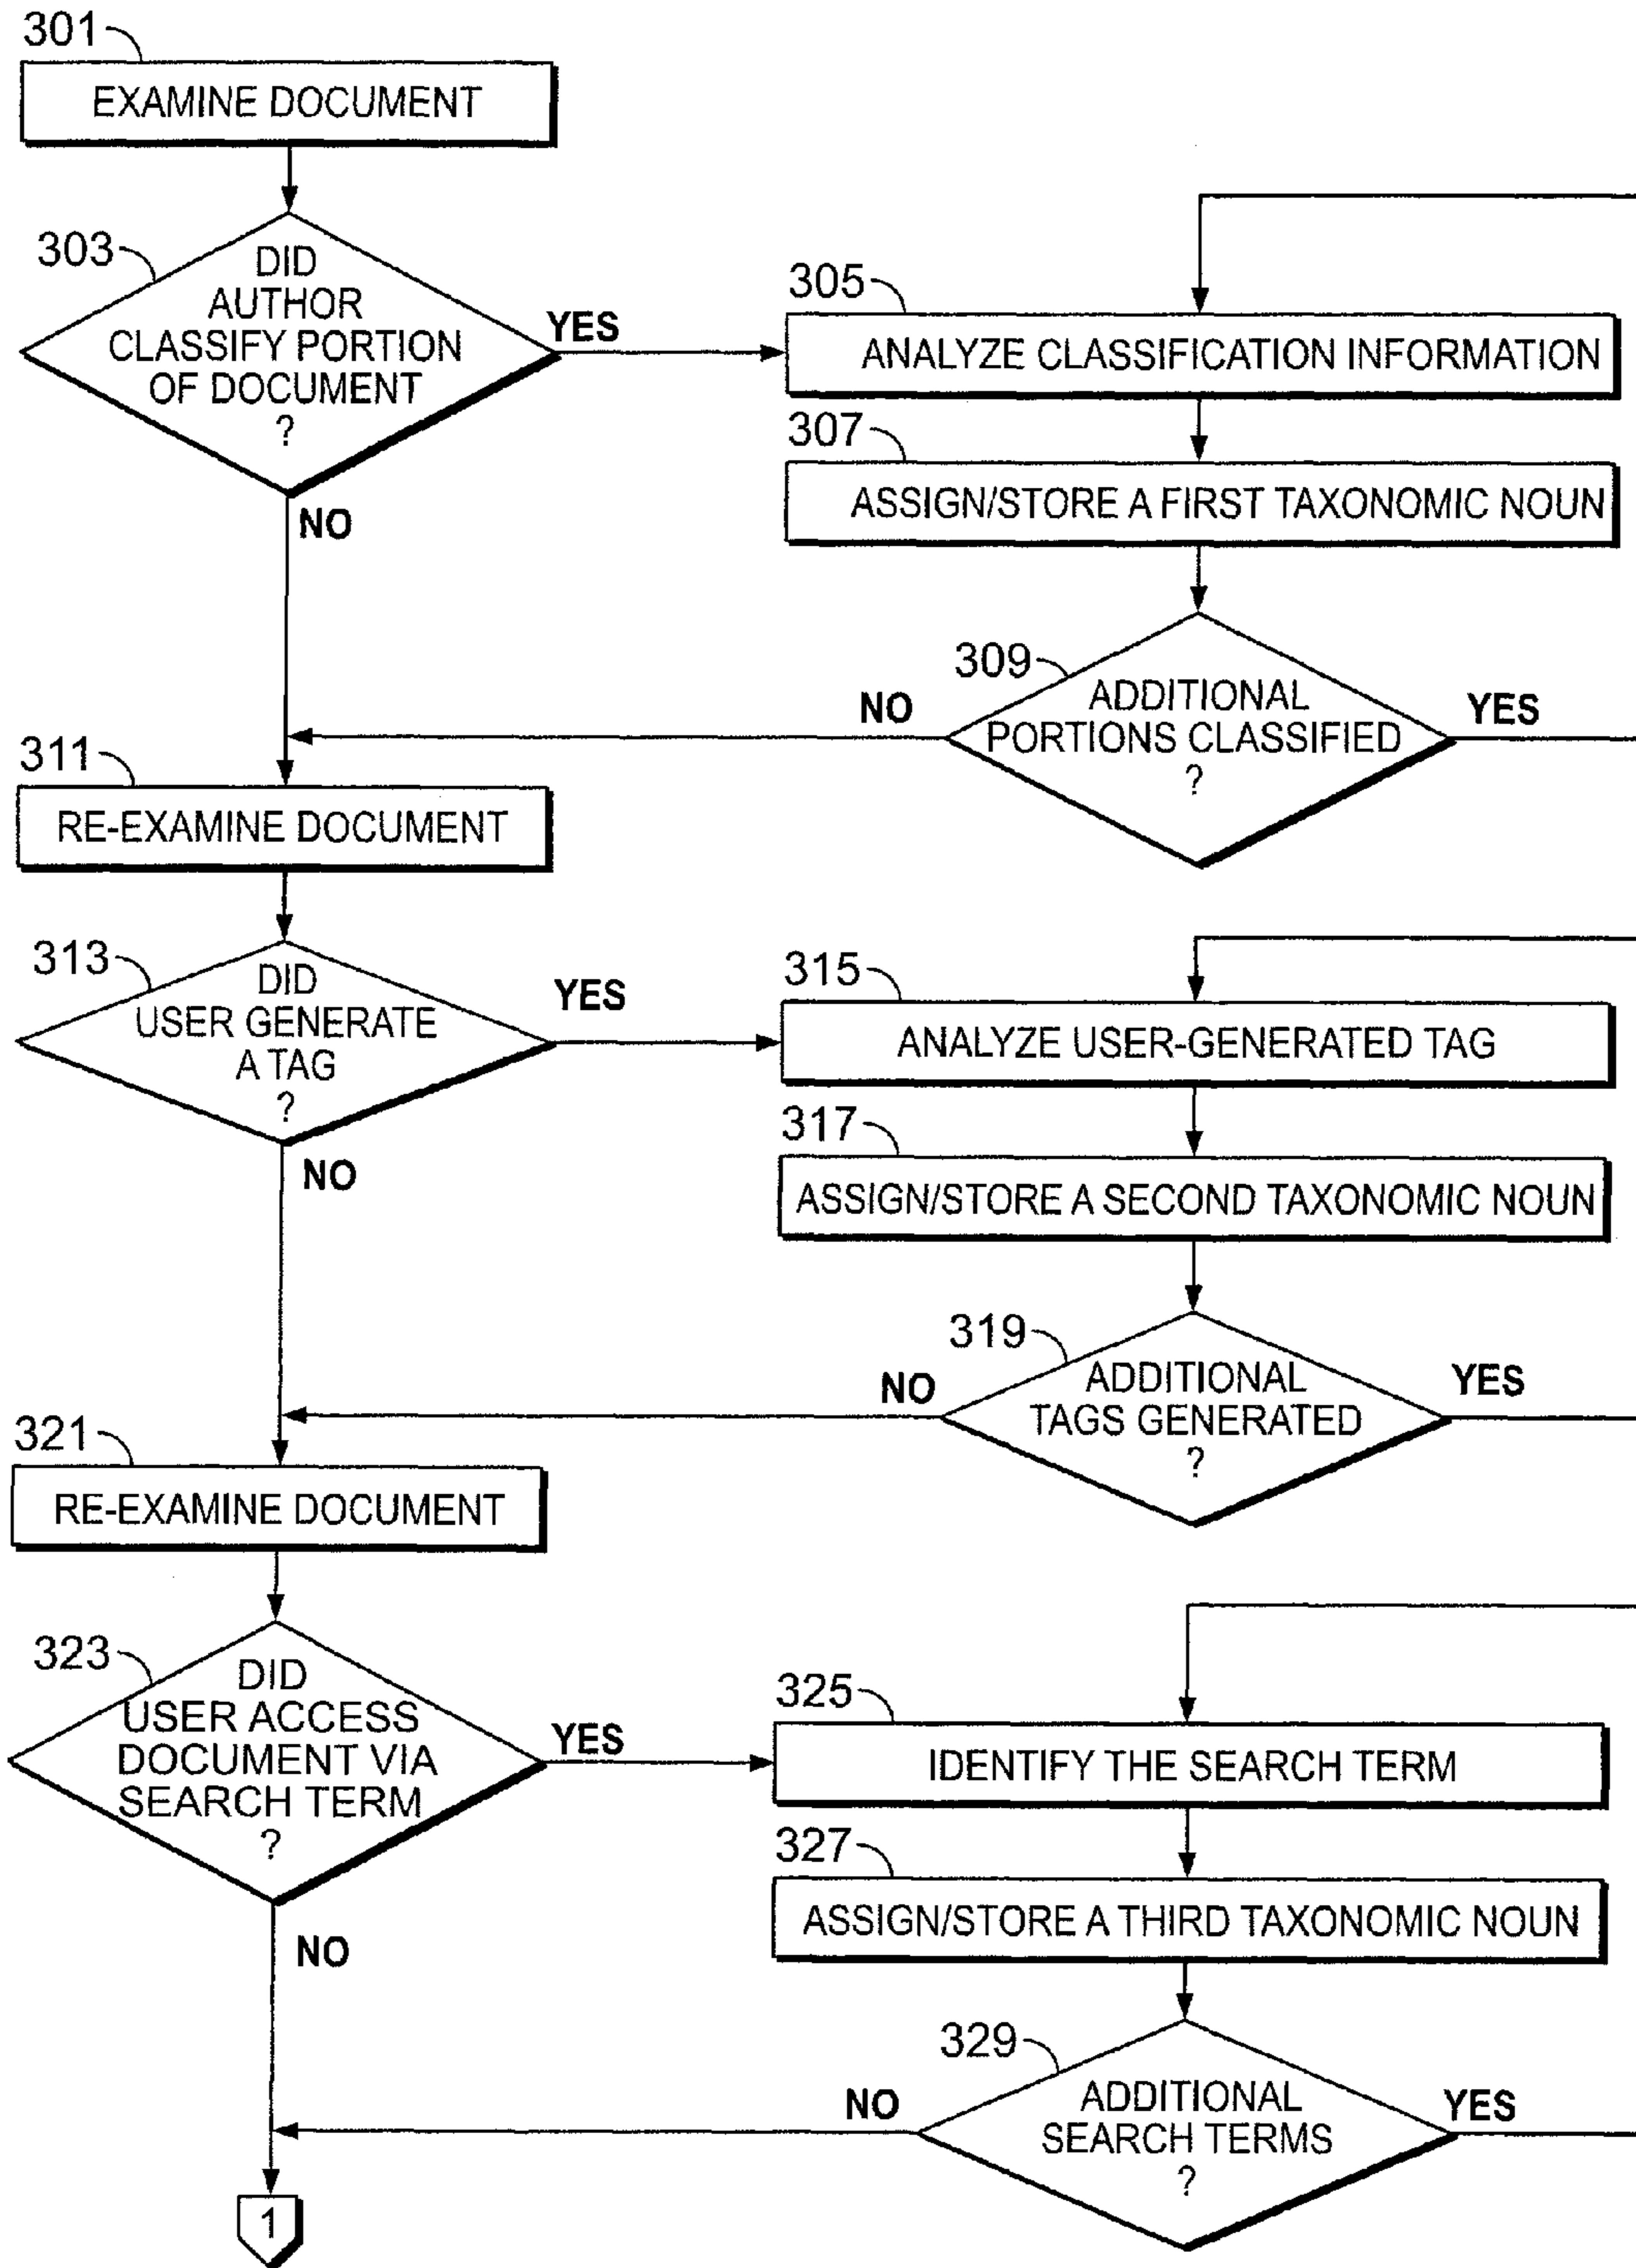 301
EXAMINE DOCUMENT
303
DID
AUTHOR
CLASSIFY PORTION
OF DOCUMENT
?
YES
NO
305
ANALYZE CLASSIFICATION INFORMATION
307
ASSIGN/STORE A FIRST TAXONOMIC NOUN
309
ADDITIONAL
PORTIONS CLASSIFIED
?
NO
YES
311
RE-EXAMINE DOCUMENT
313
DID
USER GENERATE
A TAG
?
YES
NO
315
ANALYZE USER-GENERATED TAG
317
ASSIGN/STORE A SECOND TAXONOMIC NOUN
319
ADDITIONAL
TAGS GENERATED
?
NO
YES
321
RE-EXAMINE DOCUMENT
323
DID
USER ACCESS
DOCUMENT VIA
SEARCH TERM
?
YES
NO
325
IDENTIFY THE SEARCH TERM
327
ASSIGN/STORE A THIRD TAXONOMIC NOUN
329
ADDITIONAL
SEARCH TERMS
?
NO
YES
1